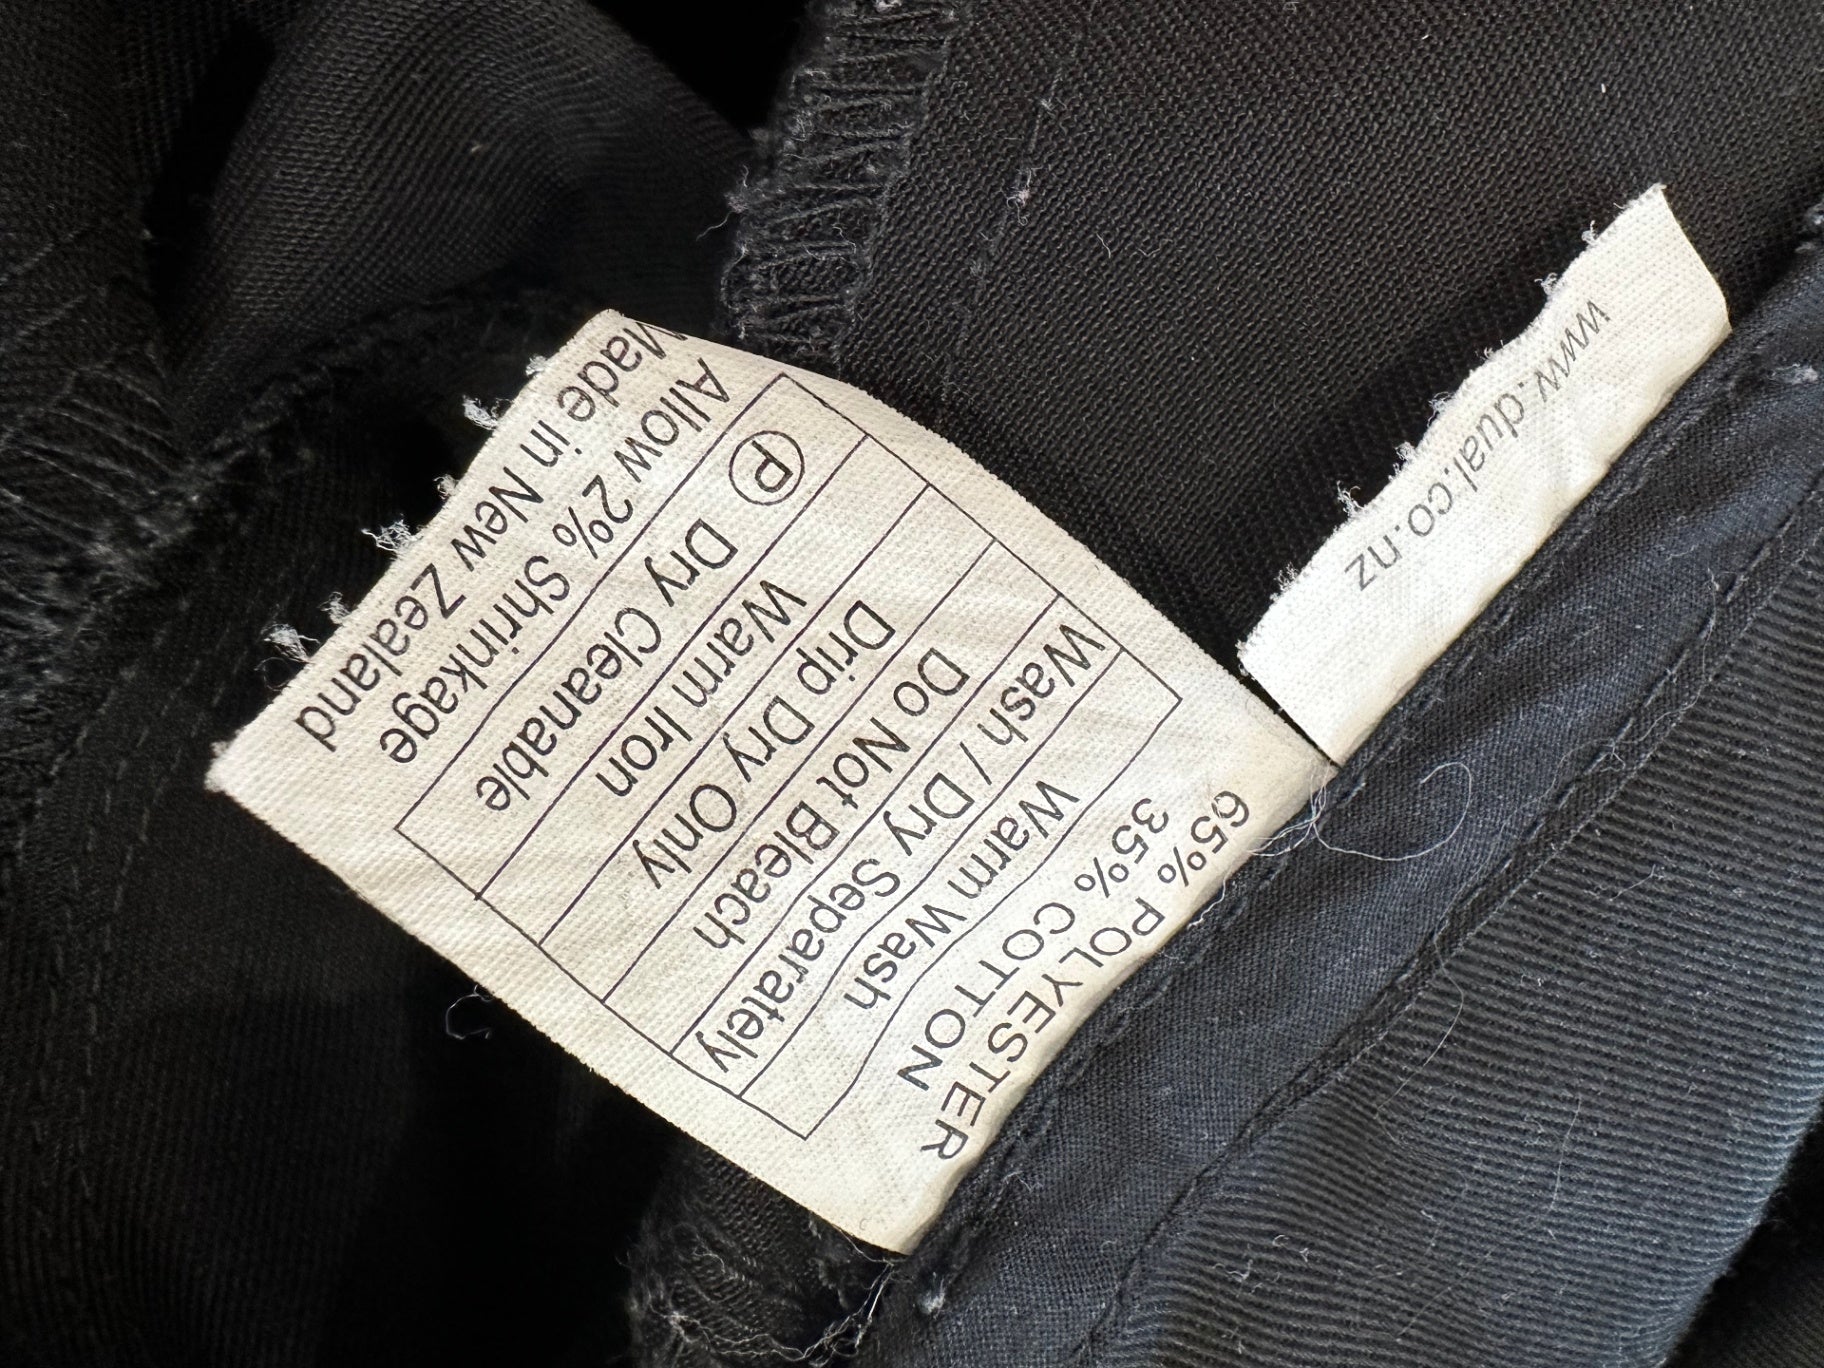 65% POLYESTER
35% COTTON
Warm Wash
Wash / Dry Separately
Do Not Bleach
Drip Dry Only
Warm Iron
P Dry Cleanable
Allow 2% Shrinkage
Made in New Zealand
www.dual.co.nz